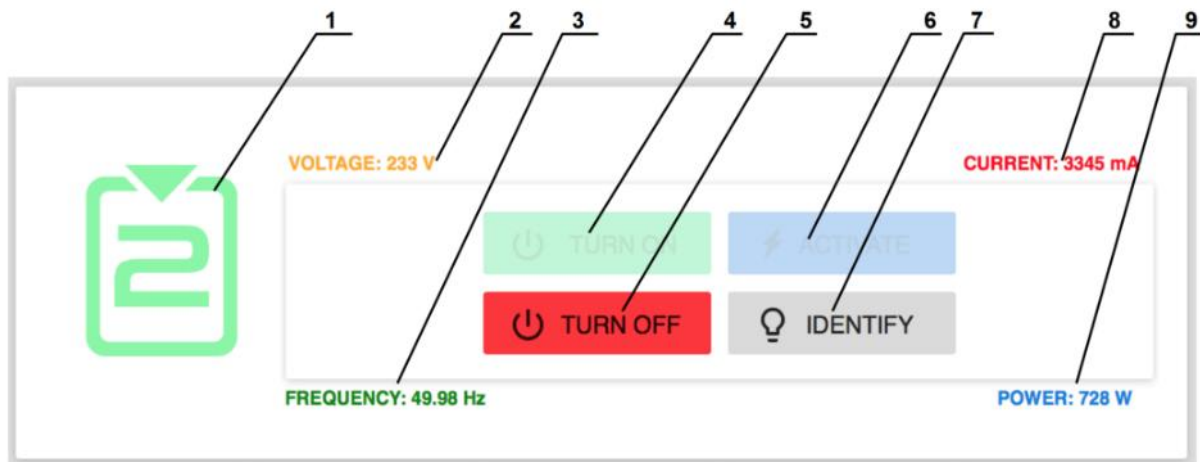 1 2 3 4 5 6 7 8 9
VOLTAGE: 233 V CURRENT: 3345 mA
2
TURN ON ACTIVATE
TURN OFF IDENTIFY
FREQUENCY: 49.98 Hz POWER: 728 W